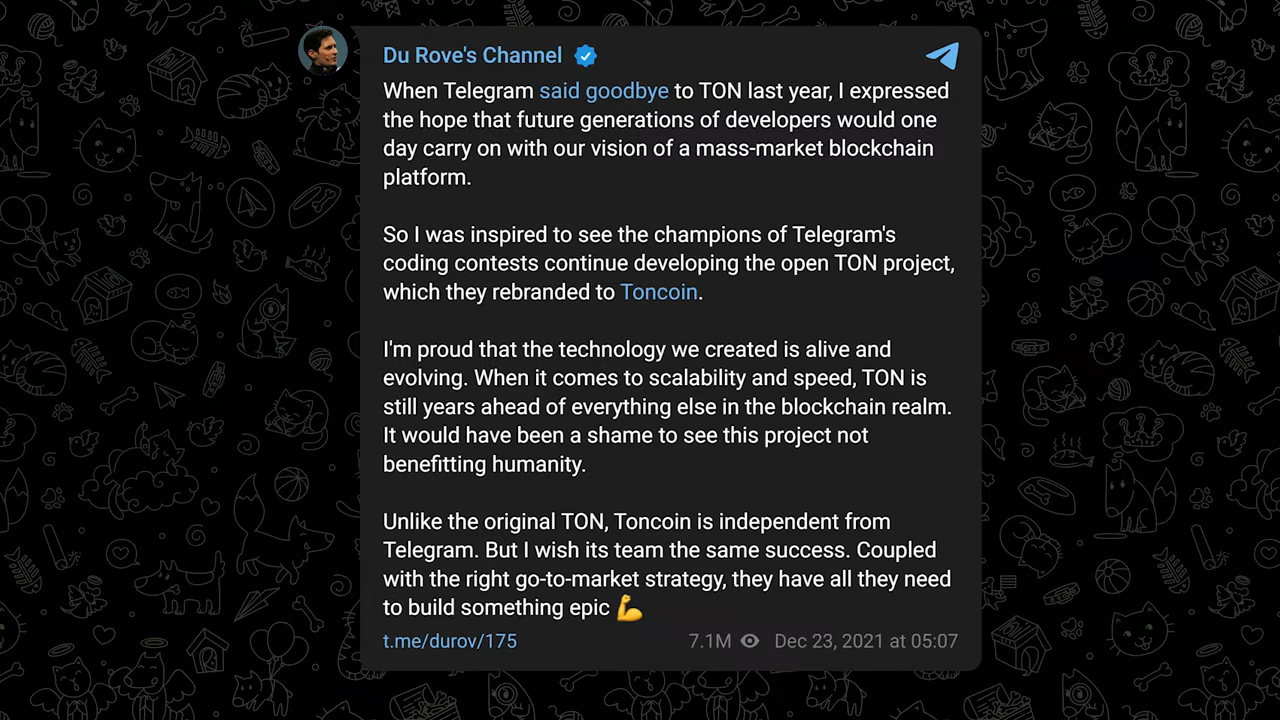 Du Rove's Channel
When Telegram said goodbye to TON last year, I expressed
the hope that future generations of developers would one
day carry on with our vision of a mass-market blockchain
platform.
So I was inspired to see the champions of Telegram's
coding contests continue developing the open TON project,
which they rebranded to Toncoin.
I'm proud that the technology we created is alive and
evolving. When it comes to scalability and speed, TON is
still years ahead of everything else in the blockchain realm.
It would have been a shame to see this project not
benefitting humanity.
Unlike the original TON, Toncoin is independent from
Telegram. But I wish its team the same success. Coupled
with the right go-to-market strategy, they have all they need
to build something epic 💪
t.me/durov/175 7.1M Dec 23, 2021 at 05:07